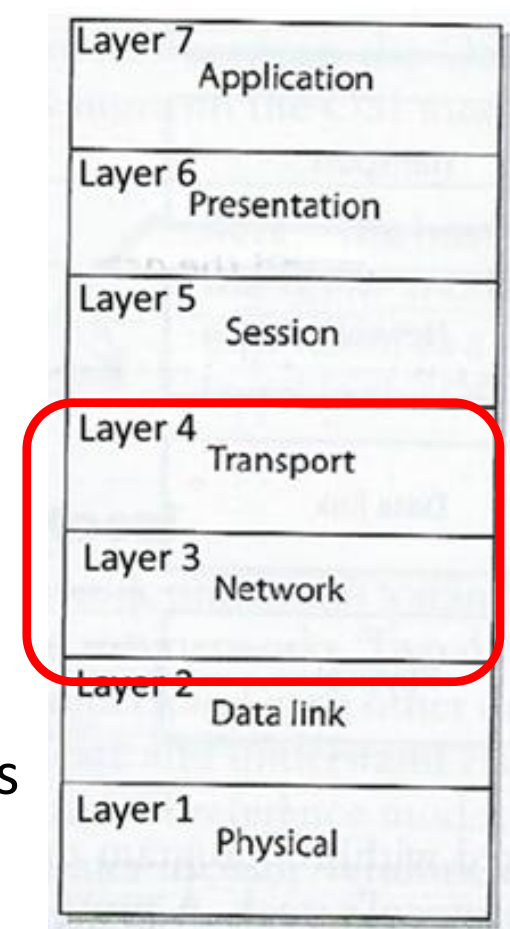 Layer 7
Application
Layer 6
Presentation
Layer 5
Session
Layer 4
Transport
Layer 3
Network
Layer 2
Data link
s
Layer 1
Physical